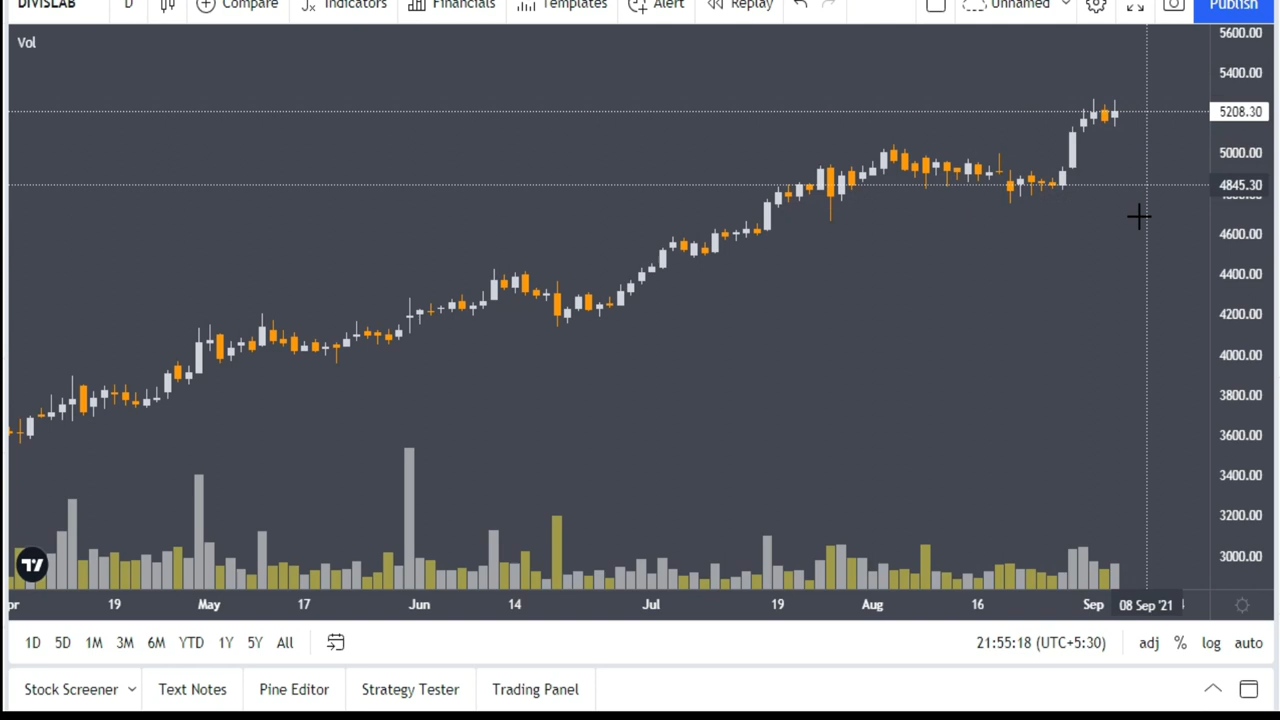 DIVISLAB D Compare Indicators Financials Templates Alert Replay Unnamed Publish
Vol
5600.00
5400.00
5208.30
5000.00
4845.30
4600.00
4400.00
4200.00
4000.00
3800.00
3600.00
3400.00
3200.00
3000.00
19 May 17 Jun 14 Jul 19 Aug 16 Sep 08 Sep '21
1D 5D 1M 3M 6M YTD 1Y 5Y All 21:55:18 (UTC+5:30) adj % log auto
Stock Screener Text Notes Pine Editor Strategy Tester Trading Panel